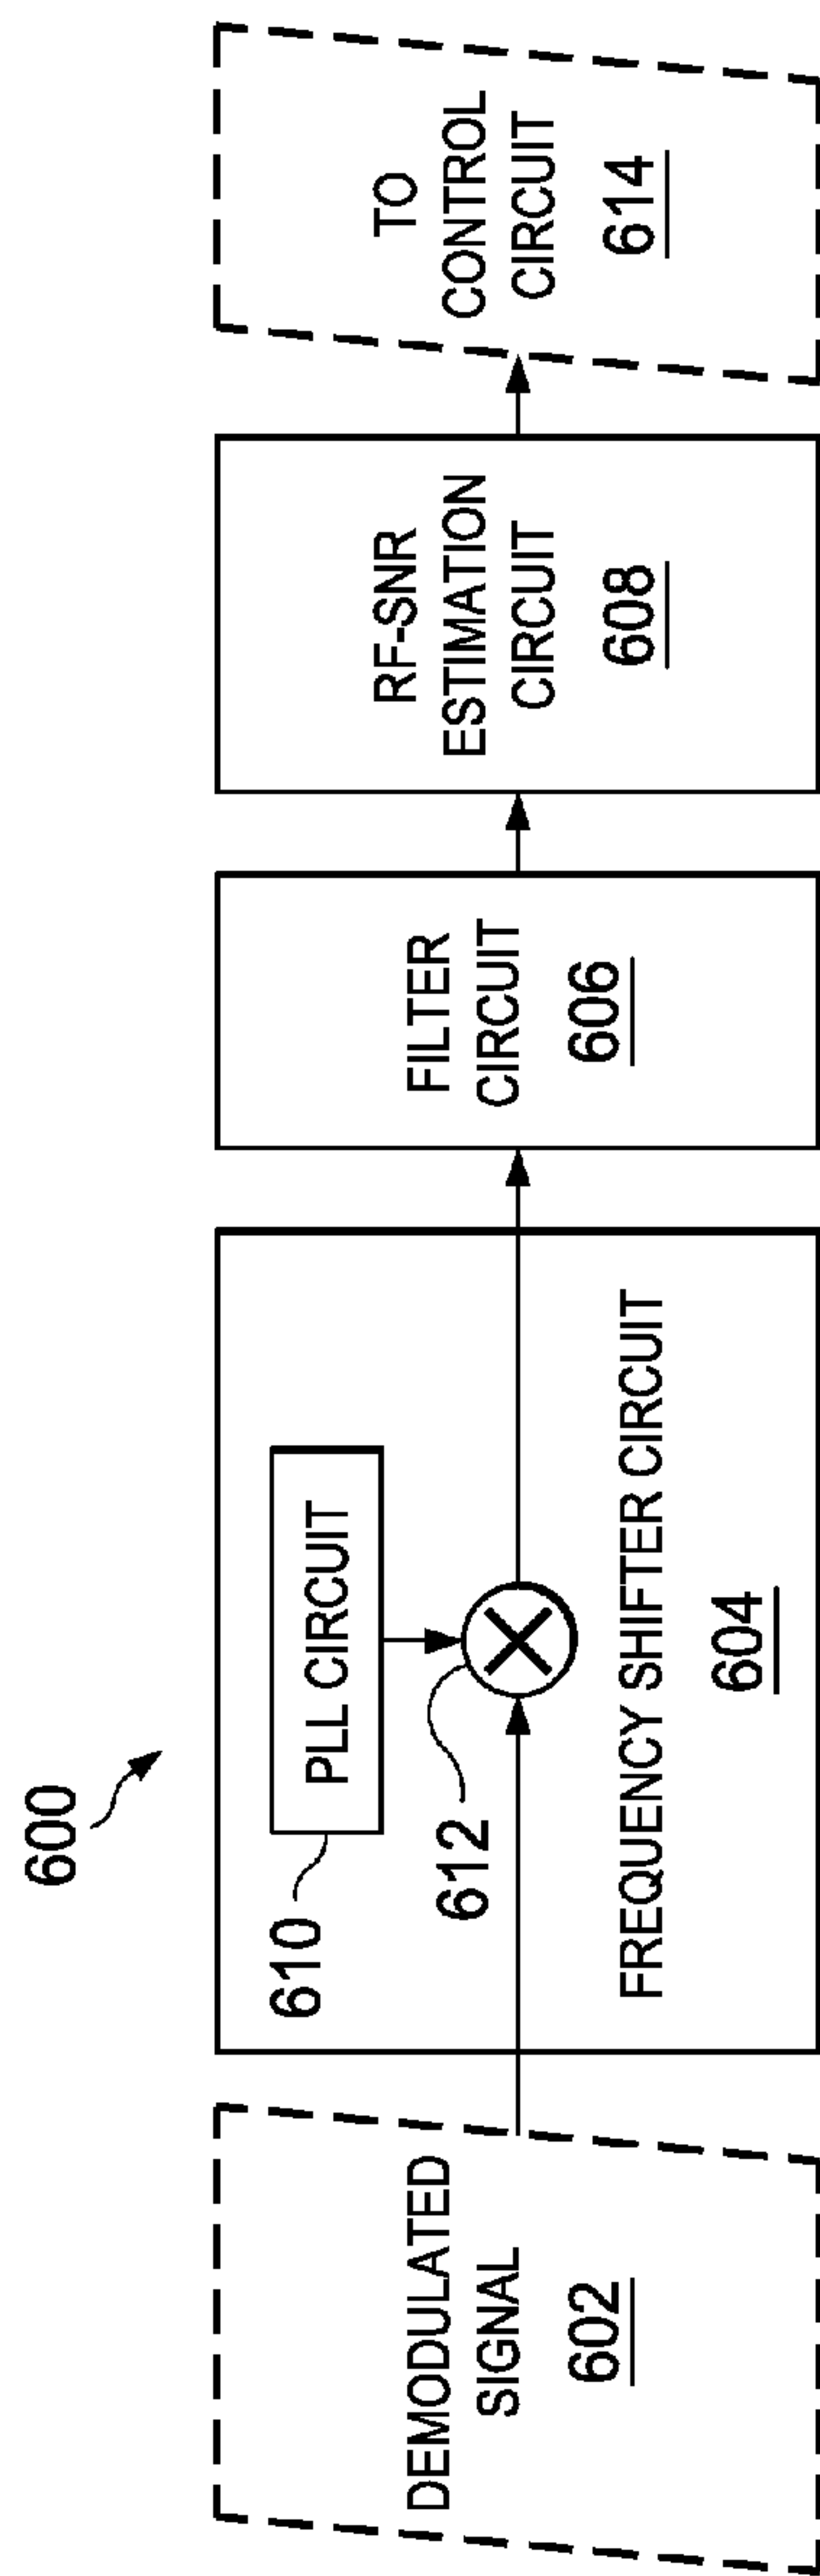 600
DEMODULATED
SIGNAL
602
610
PLL CIRCUIT
612
FREQUENCY SHIFTER CIRCUIT
604
FILTER
CIRCUIT
606
RF-SNR
ESTIMATION
CIRCUIT
608
TO
CONTROL
CIRCUIT
614